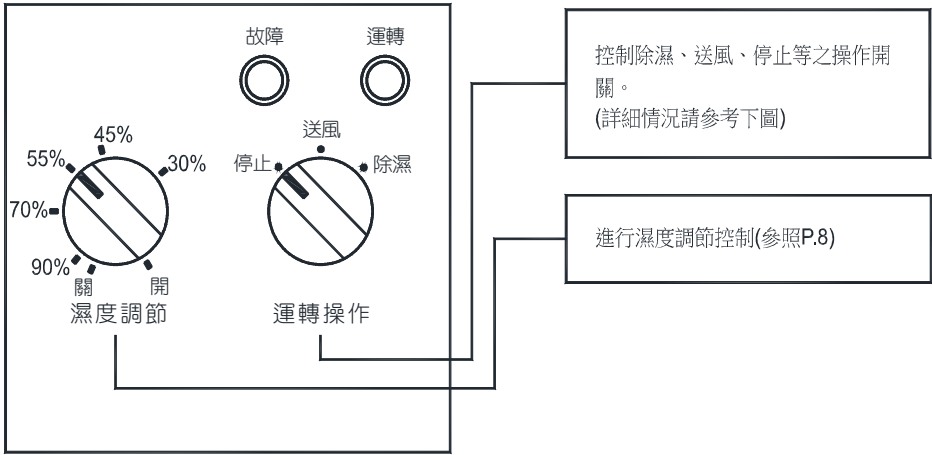 故障
運轉
送風
停止
除濕
45%
55%
30%
70%
90%
關
開
濕度調節
運轉操作
控制除濕、送風、停止等之操作開
關。
(詳細情況請參考下圖)
進行濕度調節控制(參照P.8)